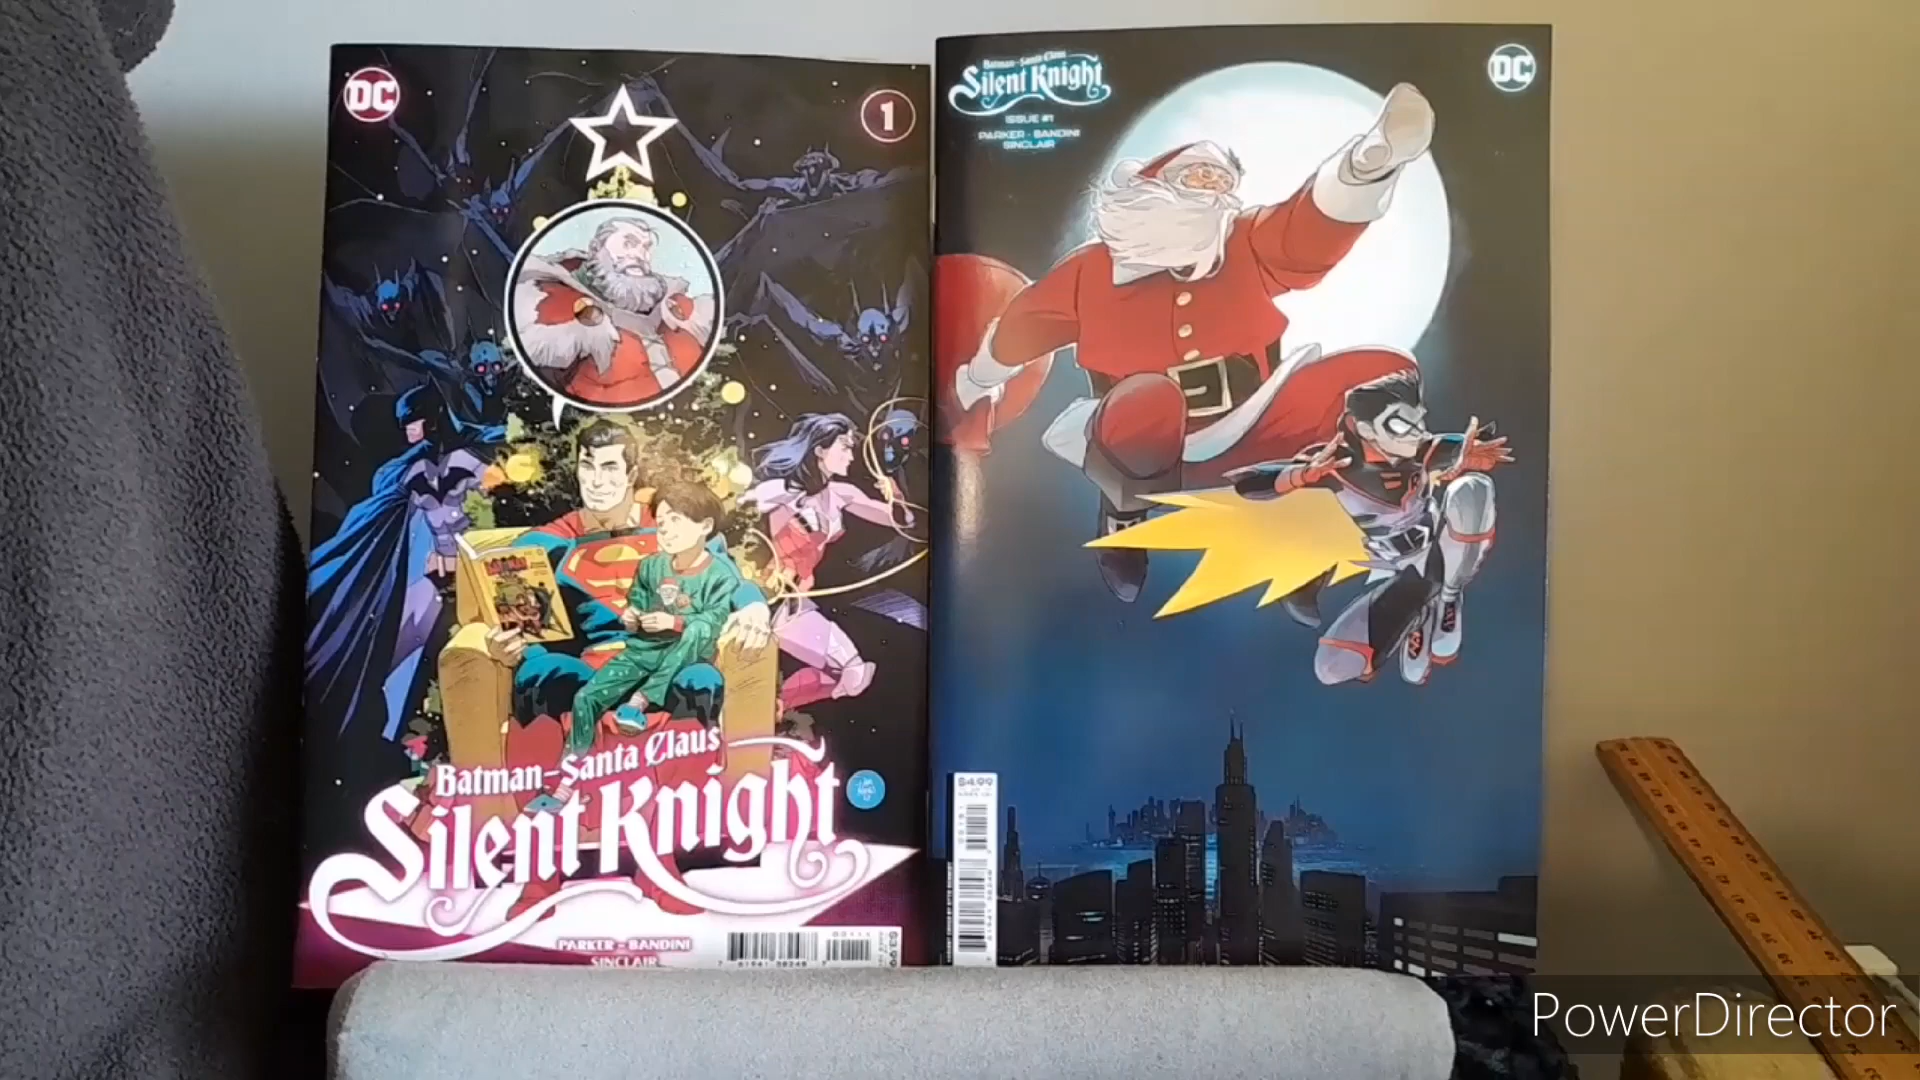 DC
1
Batman-Santa Claus
Silent Knight
PARKER - BANDINI
SINCLAIR
Batman-Santa Claus
Silent Knight
ISSUE #1
PARKER · BANDINI
SINCLAIR
DC
$4.99
PowerDirector